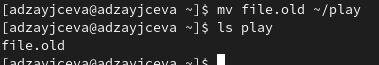 [adzayjceva@adzayjceva ~]$ mv file.old ~/play
[adzayjceva@adzayjceva ~]$ ls play
file.old
[adzayjceva@adzayjceva ~]$